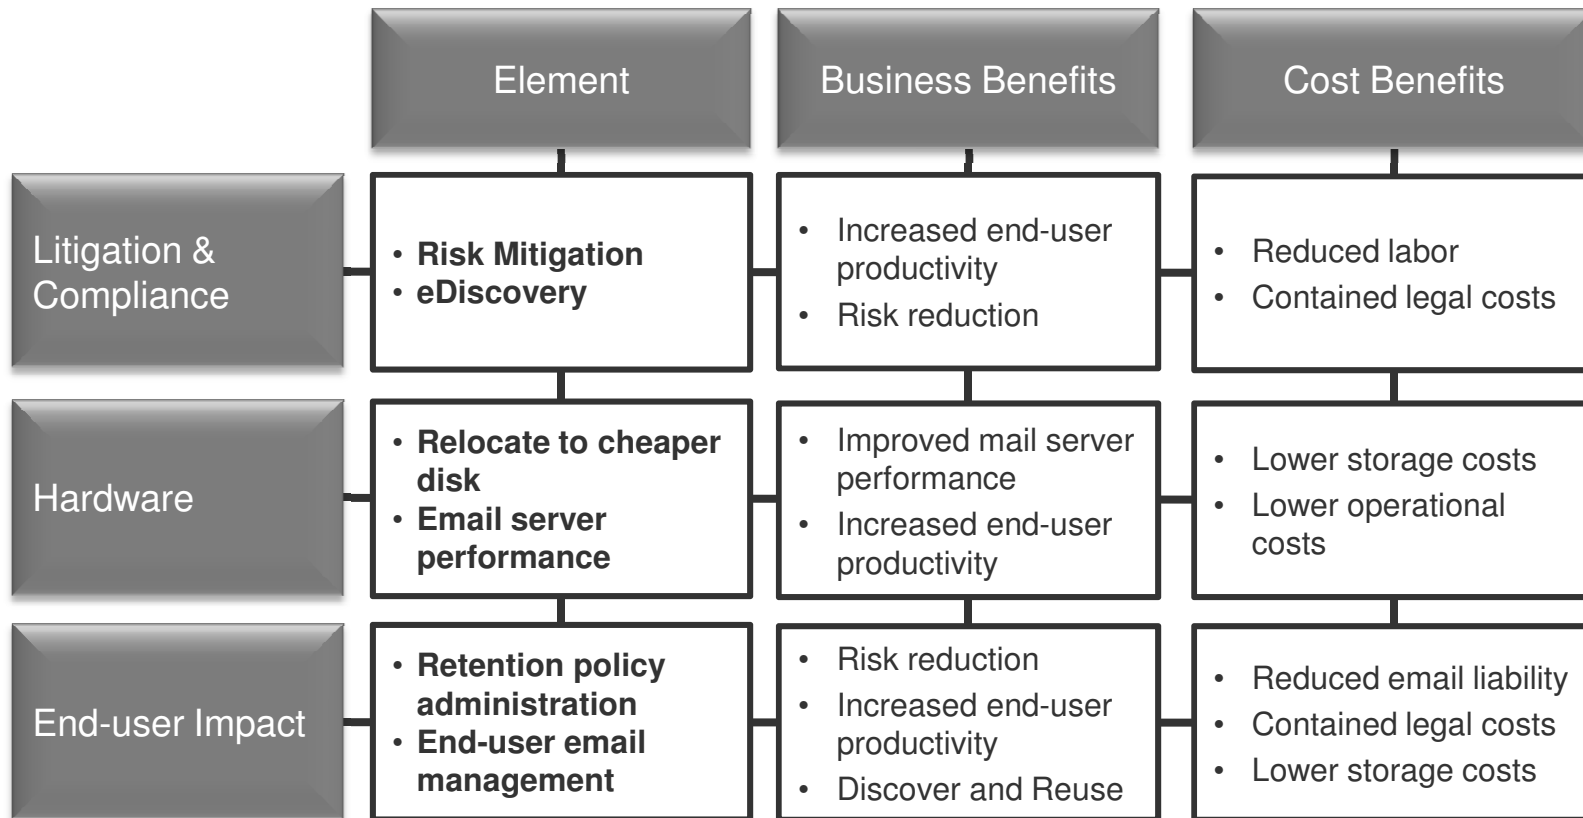 Element
Business Benefits
Cost Benefits
Litigation &
Compliance
• Risk Mitigation
• eDiscovery
• Increased end-user
productivity
• Risk reduction
• Reduced labor
• Contained legal costs
Hardware
• Relocate to cheaper
disk
• Email server
performance
• Improved mail server
performance
• Increased end-user
productivity
• Lower storage costs
• Lower operational
costs
End-user Impact
• Retention policy
administration
• End-user email
management
• Risk reduction
• Increased end-user
productivity
• Discover and Reuse
• Reduced email liability
• Contained legal costs
• Lower storage costs